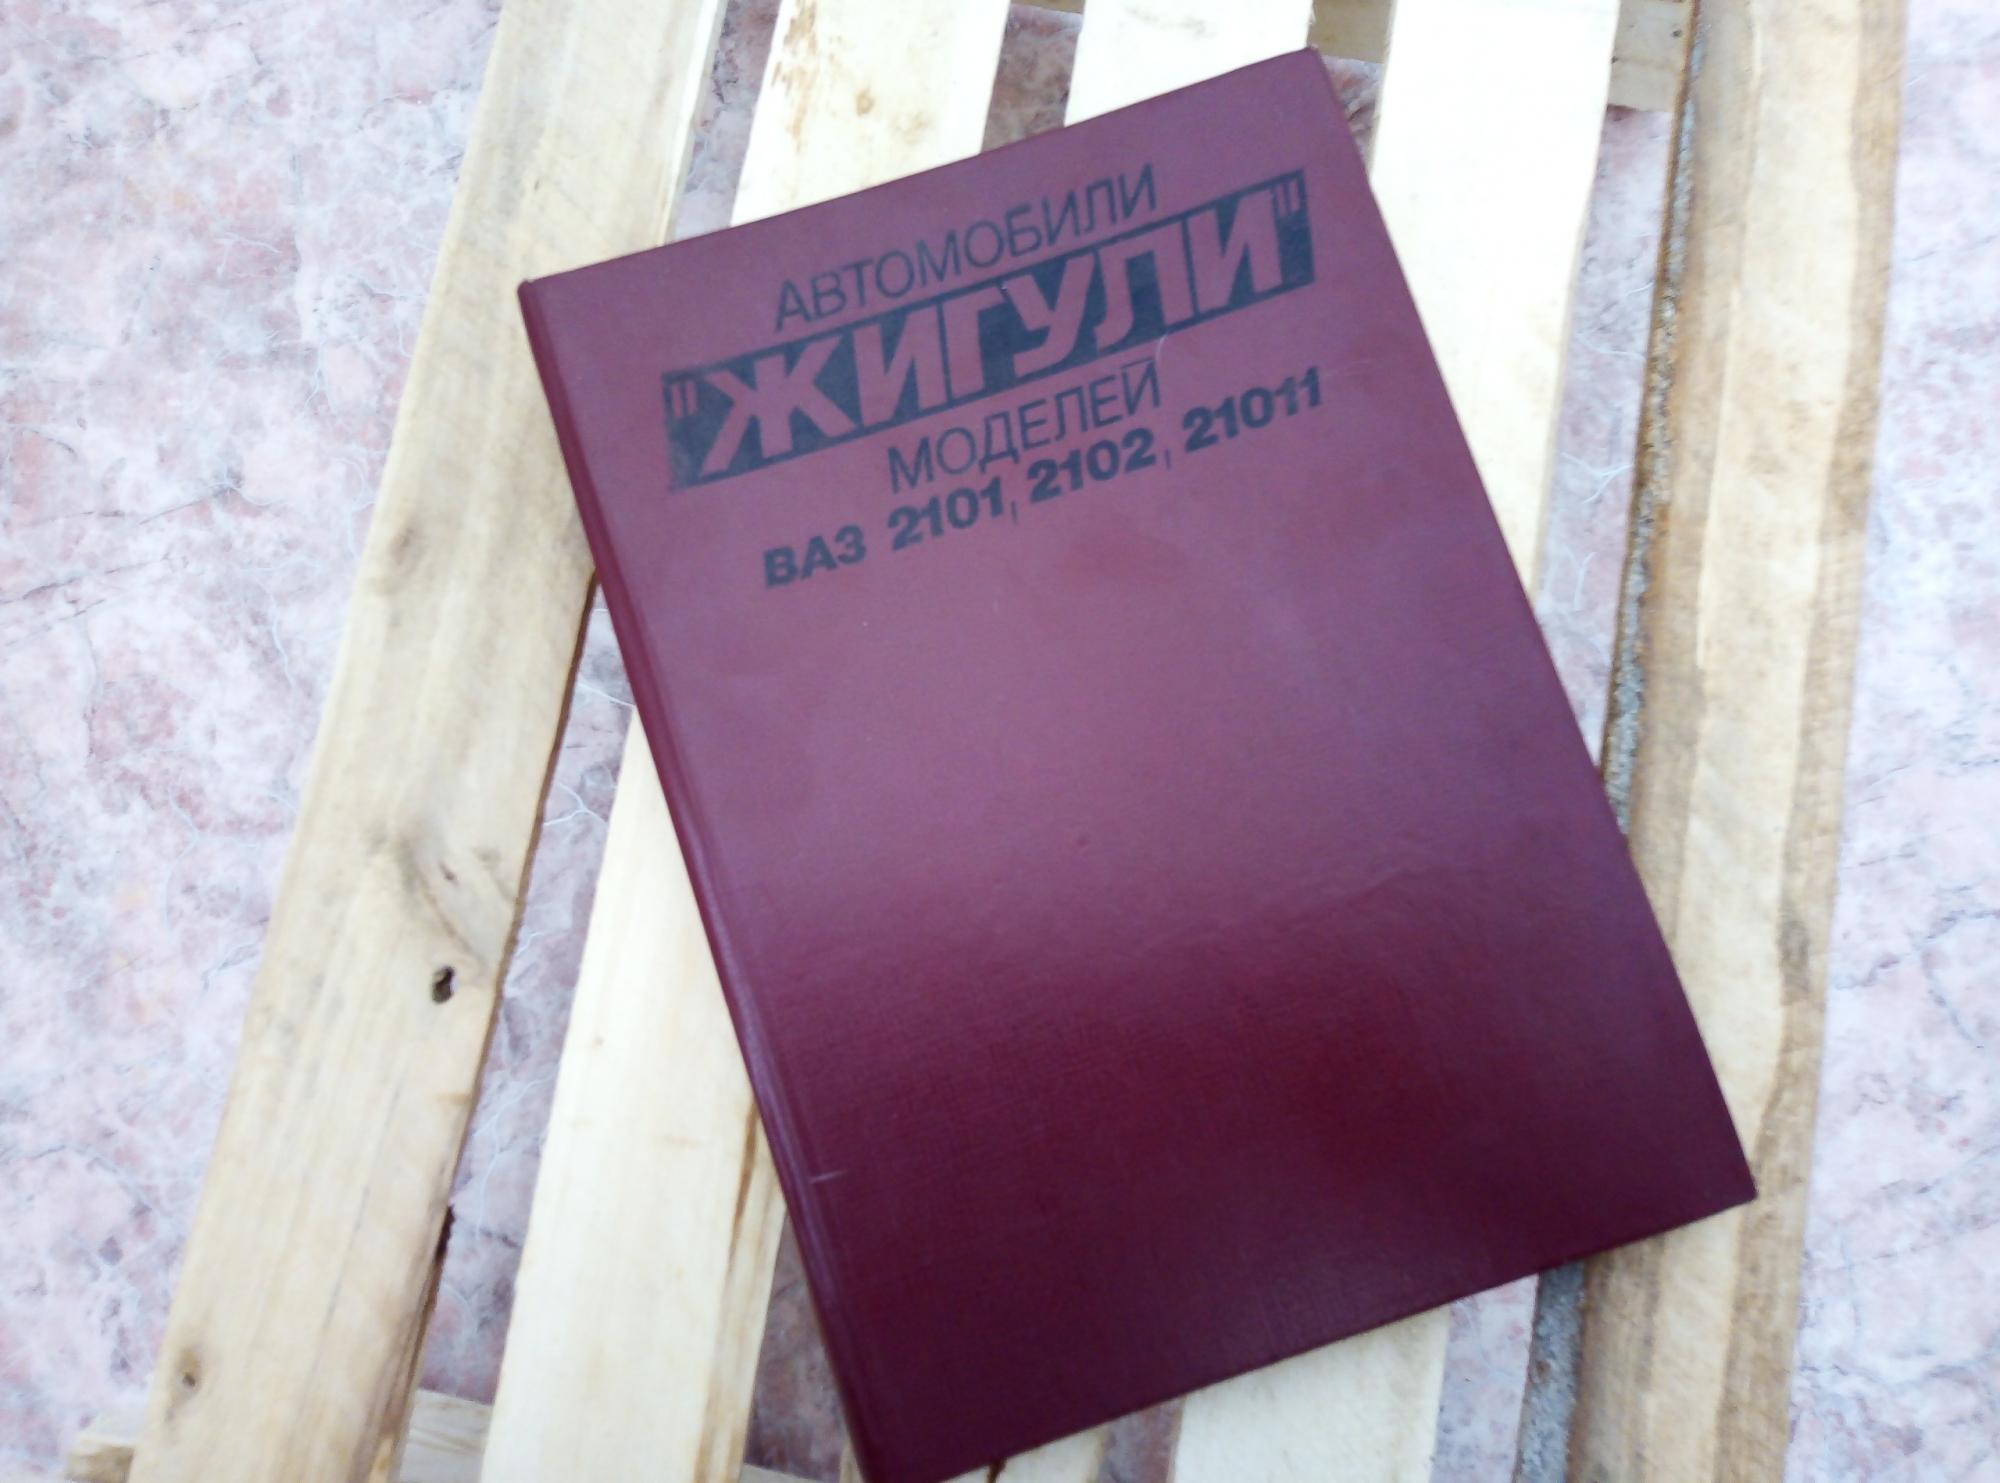 АВТОМОБИЛИ
"ЖИГУЛИ"
МОДЕЛЕЙ
ВАЗ 2101, 2102, 21011